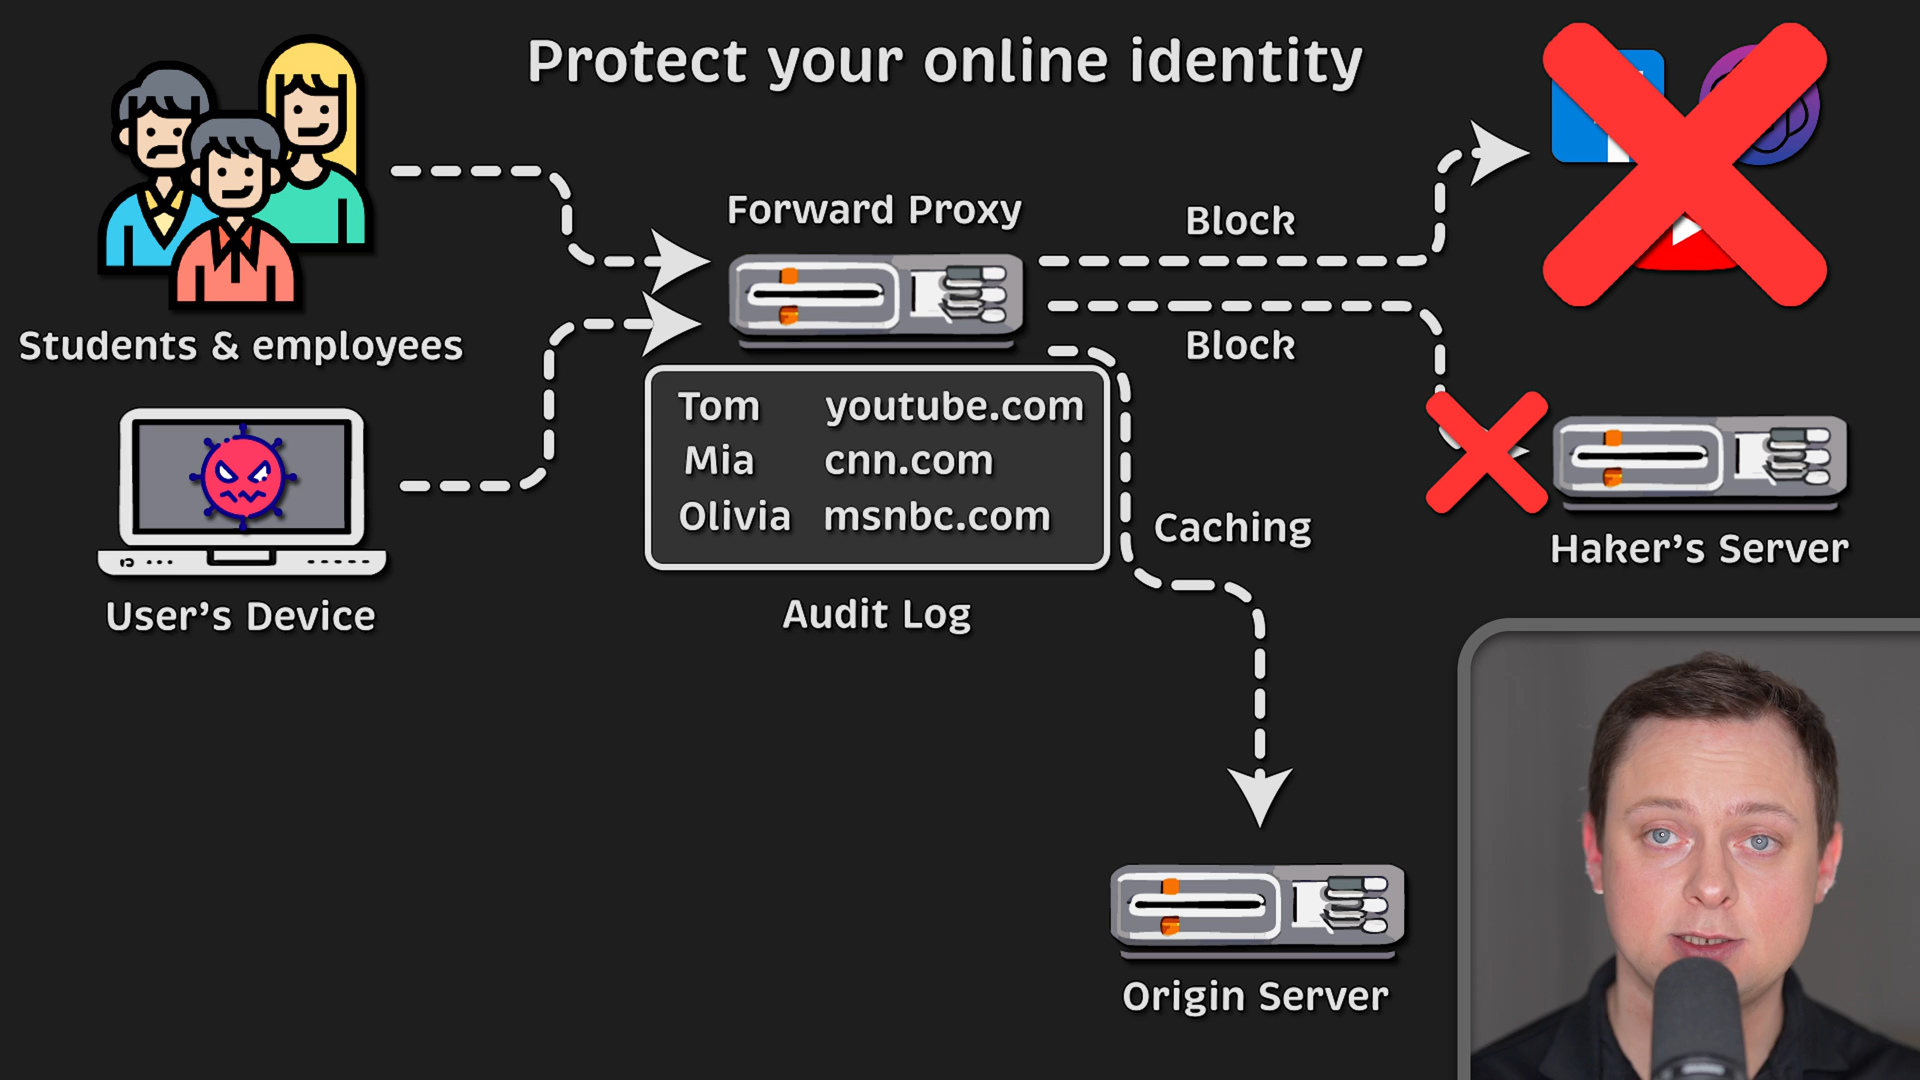 Protect your online identity
Forward Proxy
Block
Block
Students & employees
Tom youtube.com
Mia cnn.com
Olivia msnbc.com
Caching
Haker's Server
User's Device
Audit Log
Origin Server